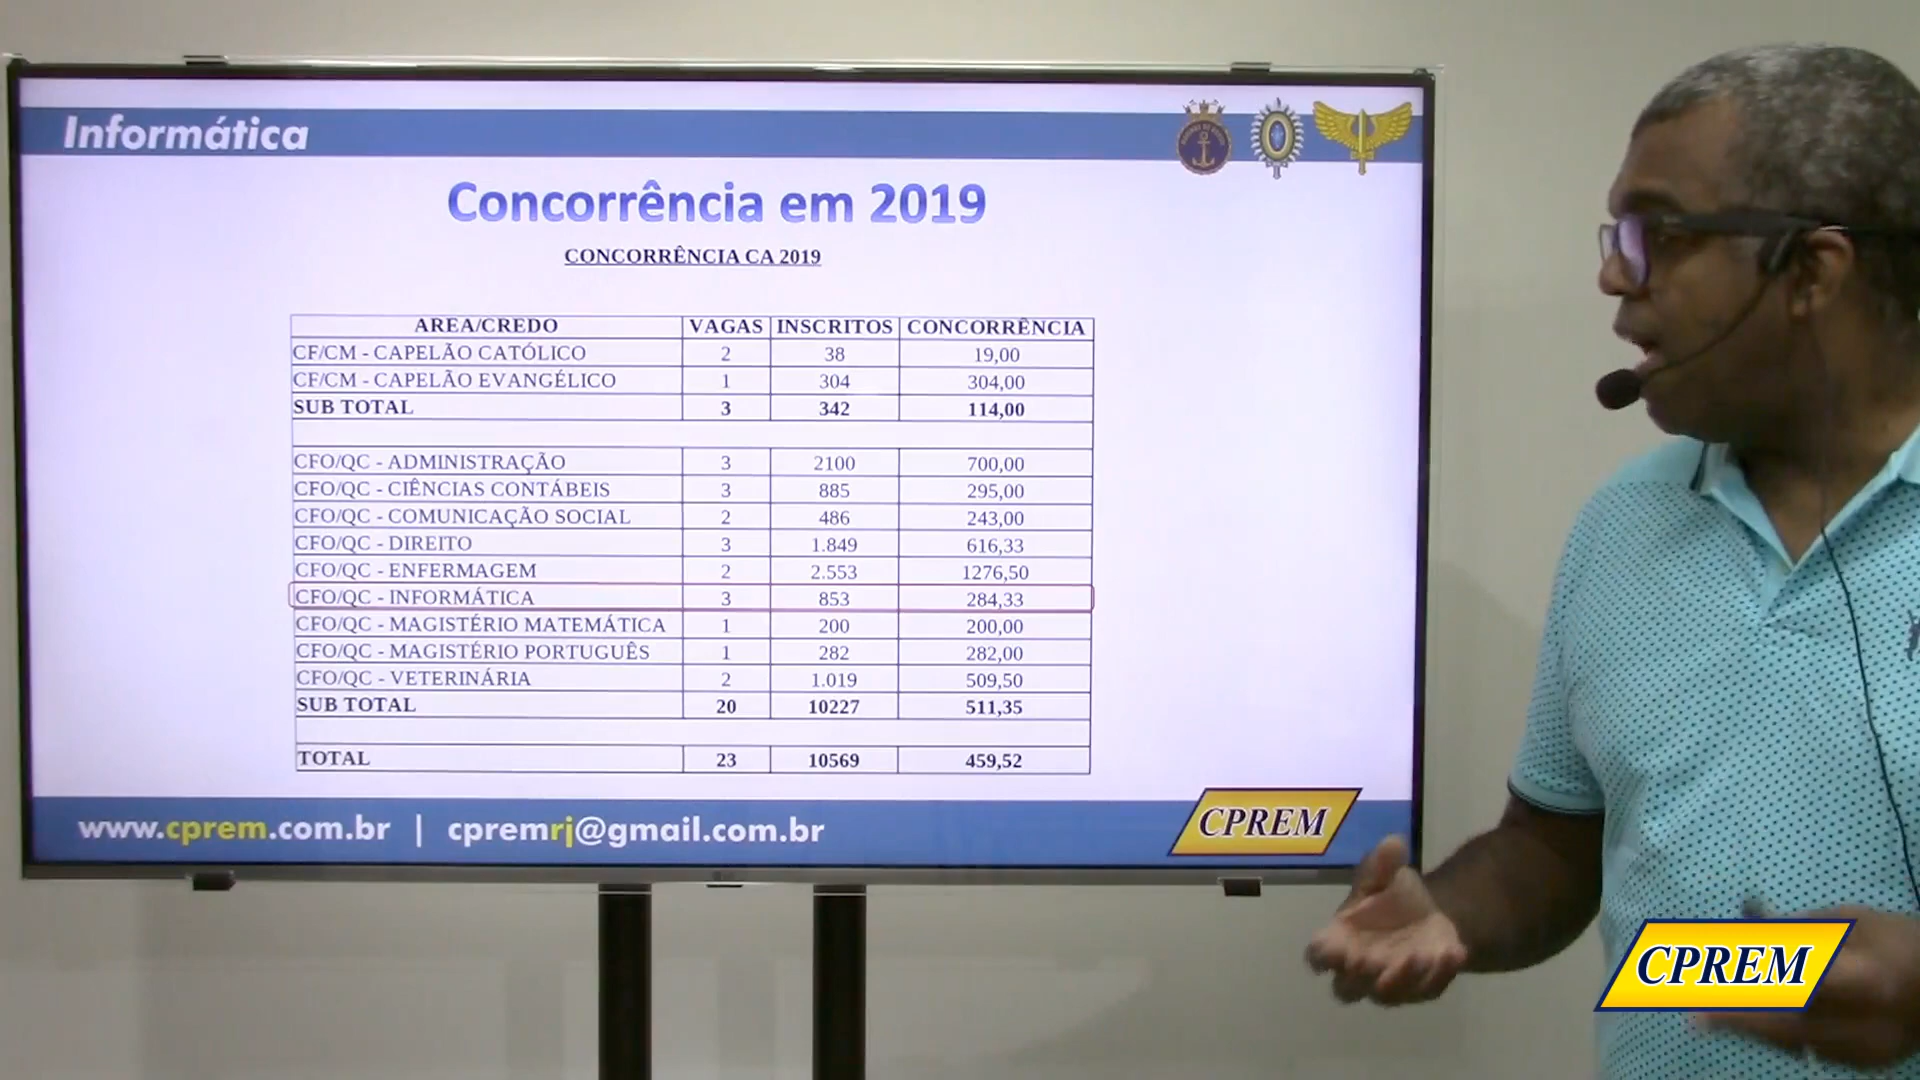 Informática
Concorrência em 2019
CONCORRÊNCIA CA 2019
AREA/CREDO VAGAS INSCRITOS CONCORRÊNCIA
CF/CM - CAPELÃO CATÓLICO 2 38 19,00
CF/CM - CAPELÃO EVANGÉLICO 1 304 304,00
SUB TOTAL 3 342 114,00
CFO/QC - ADMINISTRAÇÃO 3 2100 700,00
CFO/QC - CIÊNCIAS CONTÁBEIS 3 885 295,00
CFO/QC - COMUNICAÇÃO SOCIAL 2 486 243,00
CFO/QC - DIREITO 3 1.849 616,33
CFO/QC - ENFERMAGEM 2 2.553 1276,50
CFO/QC - INFORMÁTICA 3 853 284,33
CFO/QC - MAGISTÉRIO MATEMÁTICA 1 200 200,00
CFO/QC - MAGISTÉRIO PORTUGUÊS 1 282 282,00
CFO/QC - VETERINÁRIA 2 1.019 509,50
SUB TOTAL 20 10227 511,35
TOTAL 23 10569 459,52
www.cprem.com.br | cpremrj@gmail.com.br
CPREM
CPREM